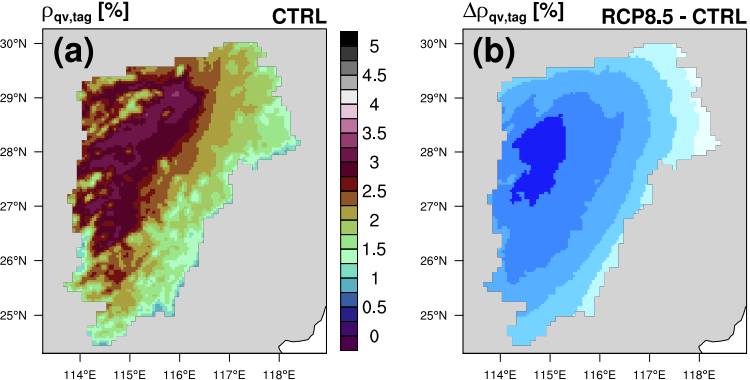 ρqv,tag [%] CTRL
(a)
30°N
29°N
28°N
27°N
26°N
25°N
114°E 115°E 116°E 117°E 118°E
5
4.5
4
3.5
3
2.5
2
1.5
1
0.5
0
Δρqv,tag [%] RCP8.5 - CTRL
(b)
30°N
29°N
28°N
27°N
26°N
25°N
114°E 115°E 116°E 117°E 118°E